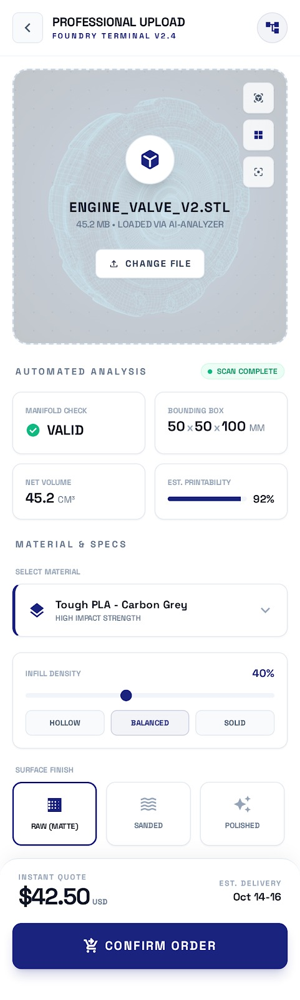 PROFESSIONAL UPLOAD
FOUNDRY TERMINAL V2.4
ENGINE_VALVE_V2.STL
45.2 MB • LOADED VIA AI-ANALYZER
CHANGE FILE
AUTOMATED ANALYSIS
SCAN COMPLETE
MANIFOLD CHECK
VALID
BOUNDING BOX
50 x 50 x 100 MM
NET VOLUME
45.2 CM³
EST. PRINTABILITY
92%
MATERIAL & SPECS
SELECT MATERIAL
Tough PLA - Carbon Grey
HIGH IMPACT STRENGTH
INFILL DENSITY
40%
HOLLOW
BALANCED
SOLID
SURFACE FINISH
RAW (MATTE)
SANDED
POLISHED
INSTANT QUOTE
$42.50 USD
EST. DELIVERY
Oct 14-16
CONFIRM ORDER